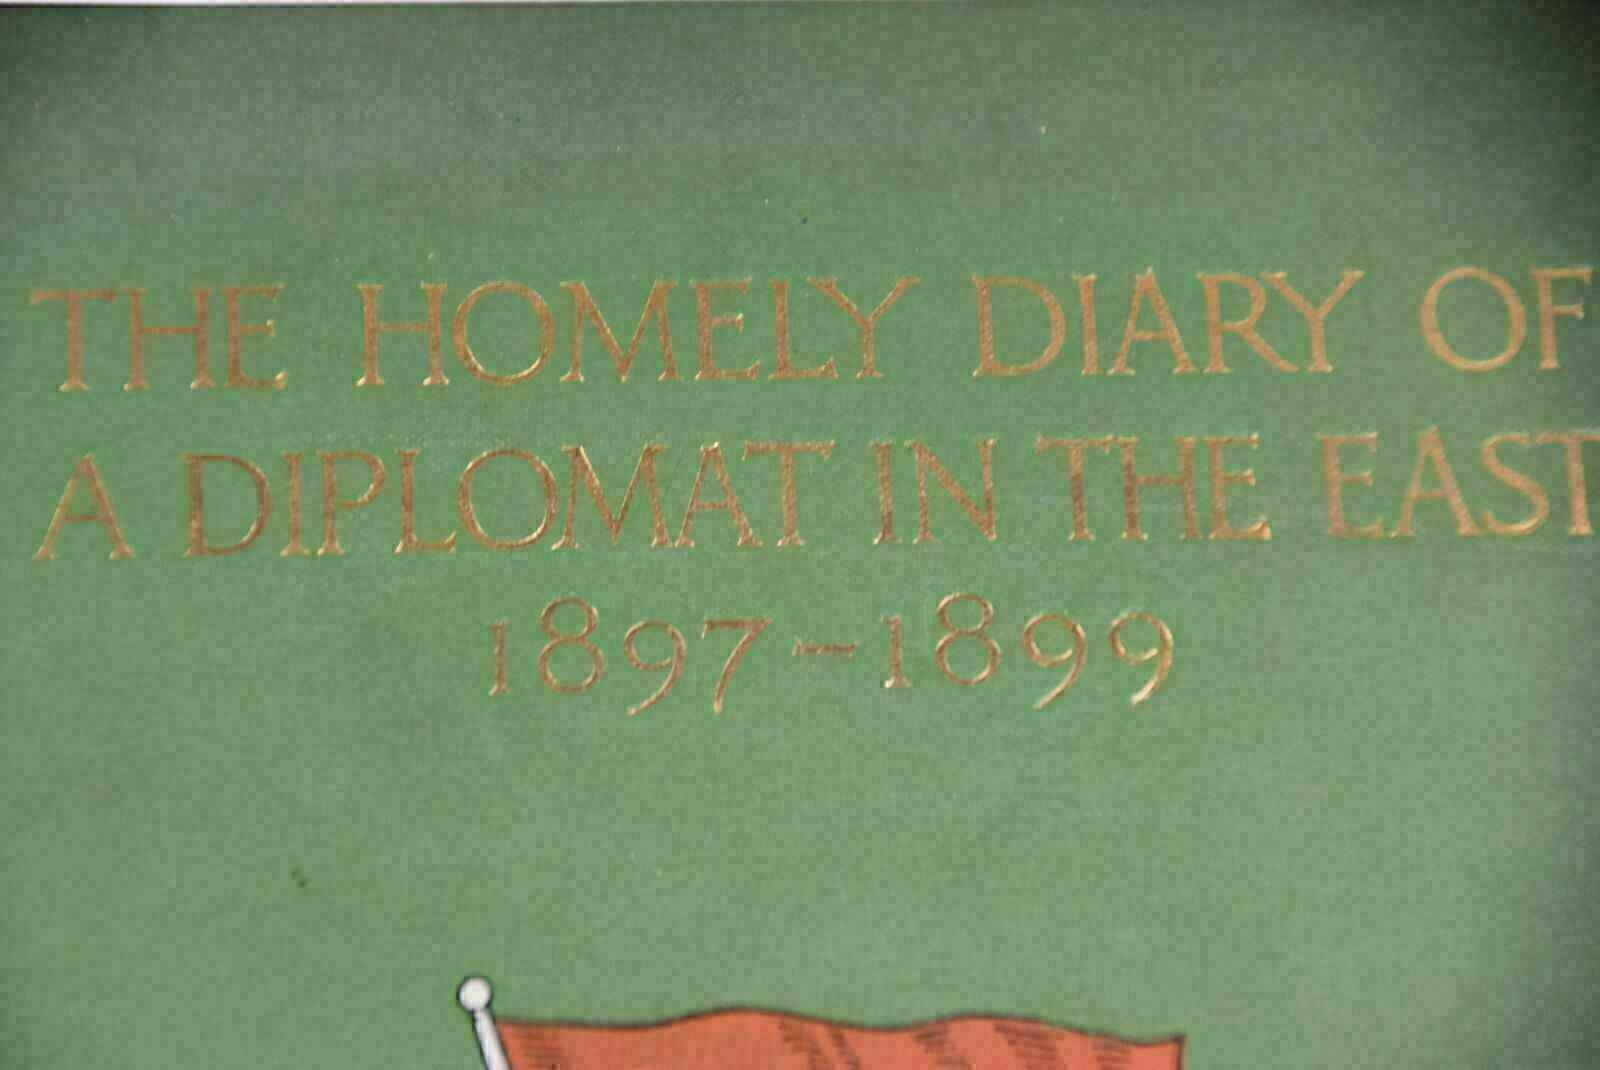 THE HOMELY DIARY OF
A DIPLOMAT IN THE EAST
1897-1899